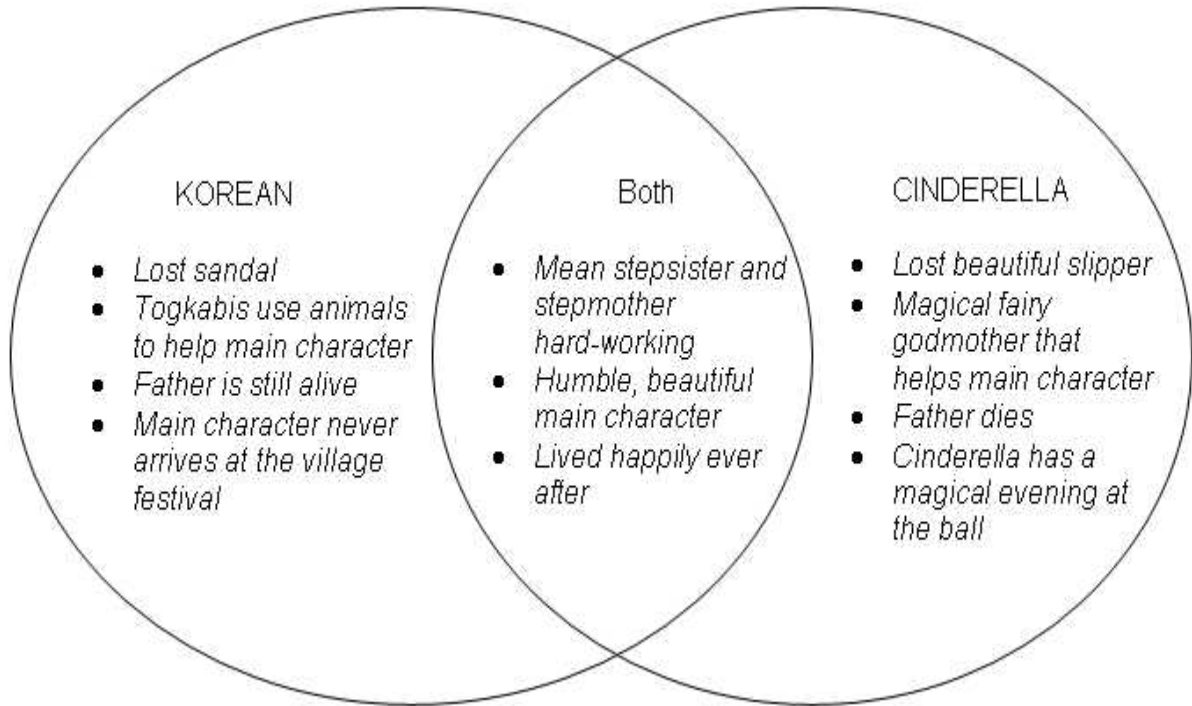 KOREAN
• Lost sandal
• Togkabis use animals
to help main character
• Father is still alive
• Main character never
arrives at the village
festival
Both
• Mean stepsister and
stepmother
hard-working
• Humble, beautiful
main character
• Lived happily ever
after
CINDERELLA
• Lost beautiful slipper
• Magical fairy
godmother that
helps main character
• Father dies
• Cinderella has a
magical evening at
the ball